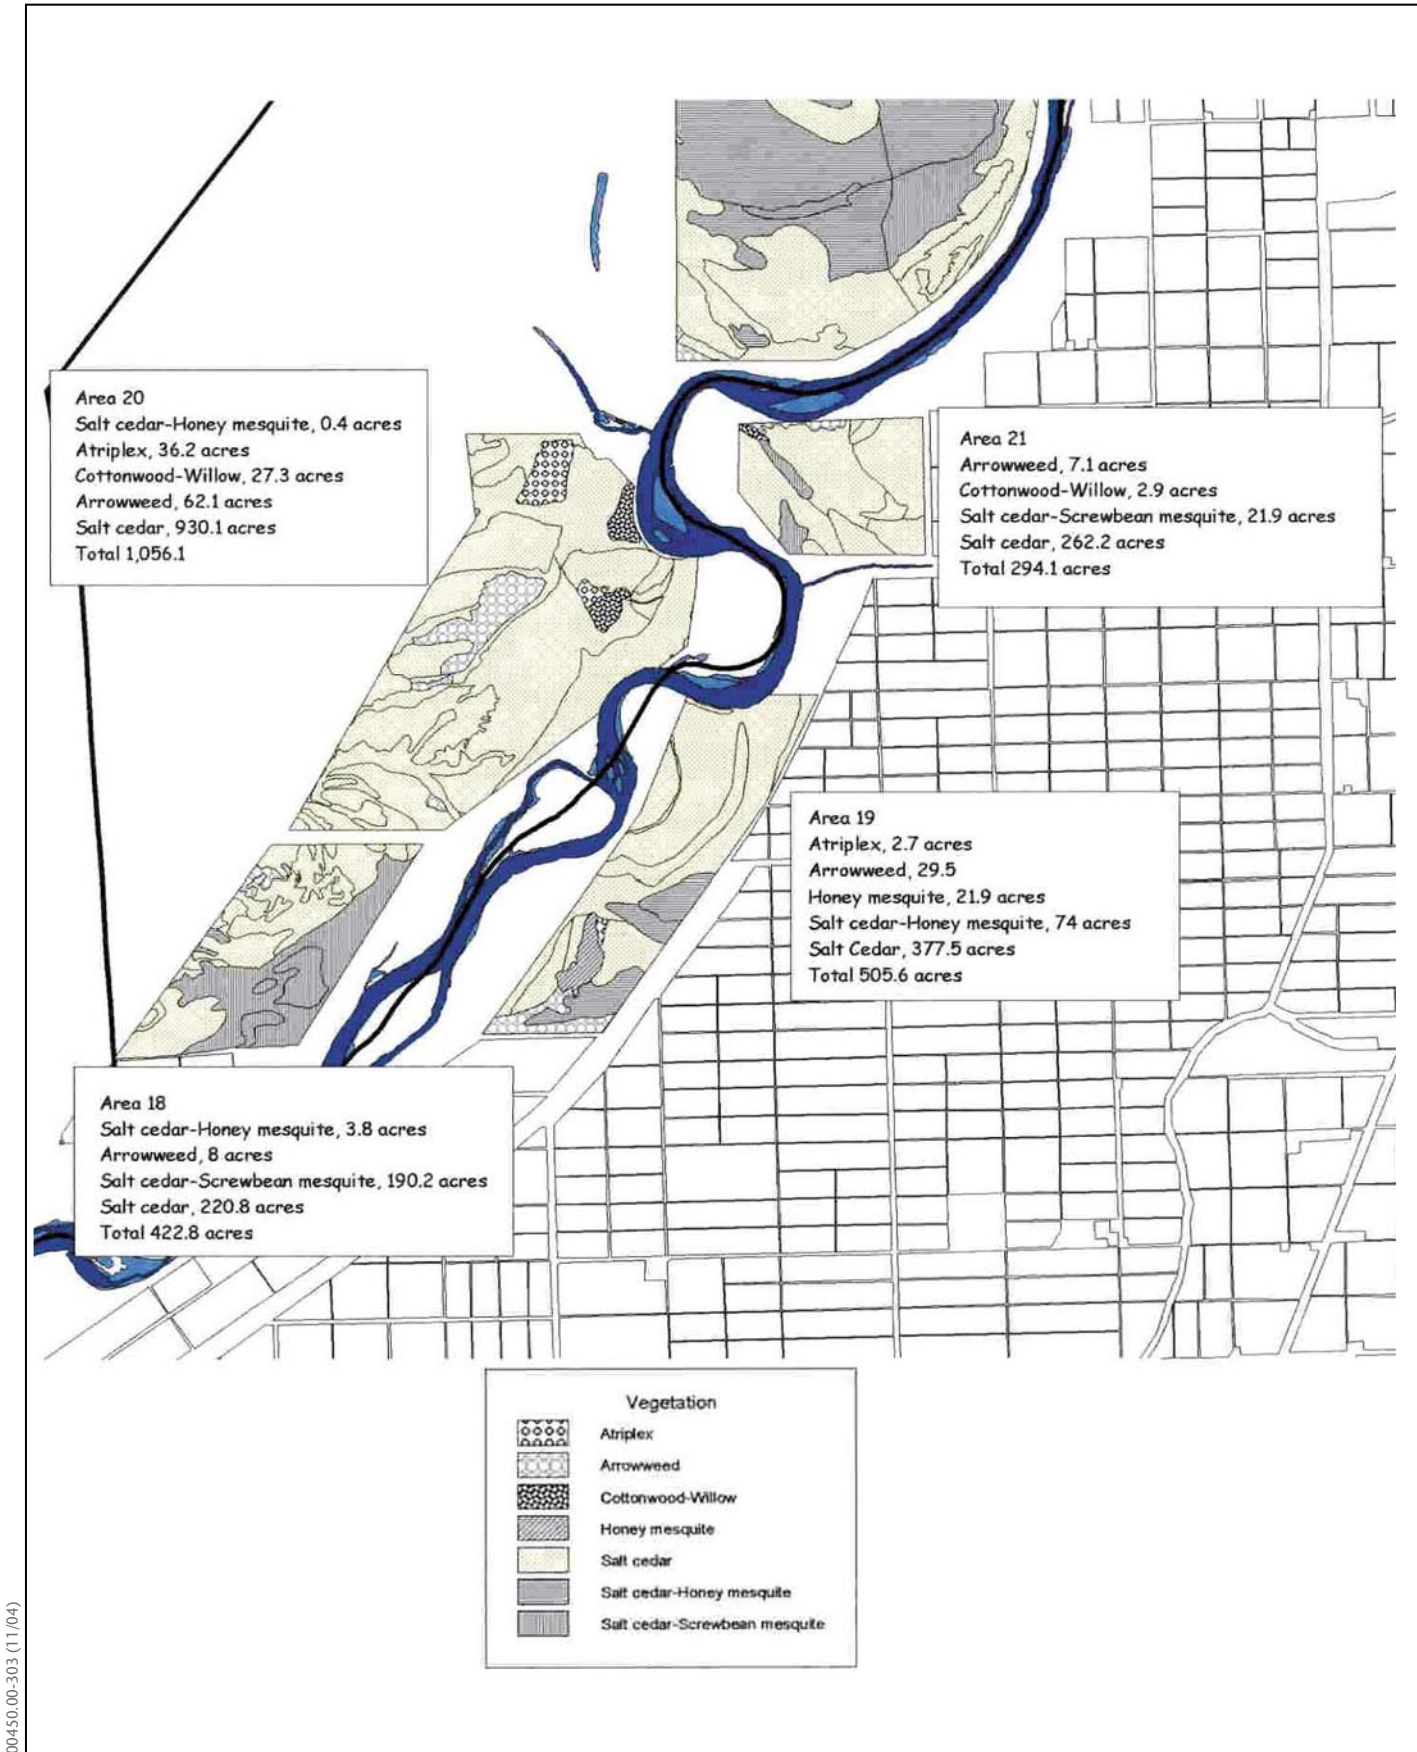 Area 20
Salt cedar-Honey mesquite, 0.4 acres
Atriplex, 36.2 acres
Cottonwood-Willow, 27.3 acres
Arrowweed, 62.1 acres
Salt cedar, 930.1 acres
Total 1,056.1
Area 21
Arrowweed, 7.1 acres
Cottonwood-Willow, 2.9 acres
Salt cedar-Screwbean mesquite, 21.9 acres
Salt cedar, 262.2 acres
Total 294.1 acres
Area 19
Atriplex, 2.7 acres
Arrowweed, 29.5
Honey mesquite, 21.9 acres
Salt cedar-Honey mesquite, 74 acres
Salt Cedar, 377.5 acres
Total 505.6 acres
Area 18
Salt cedar-Honey mesquite, 3.8 acres
Arrowweed, 8 acres
Salt cedar-Screwbean mesquite, 190.2 acres
Salt cedar, 220.8 acres
Total 422.8 acres
Vegetation
Atriplex
Arrowweed
Cottonwood-Willow
Honey mesquite
Salt cedar
Salt cedar-Honey mesquite
Salt cedar-Screwbean mesquite
00450.00-303 (11/04)